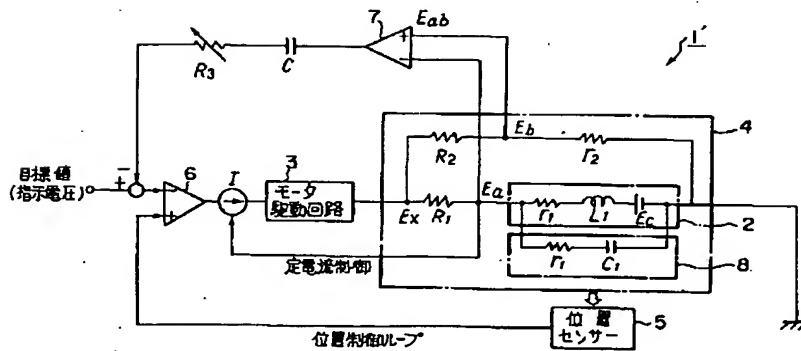 7
Eab
1'
R3
C
4
R2
Eb
r2
目標値
(指示電圧)
6
I
3
モータ
駆動回路
Ex
R1
Ea
r1
L1
Ec
2
r1
C1
8
定電流制御
位置
センサー
5
位置制御ループ